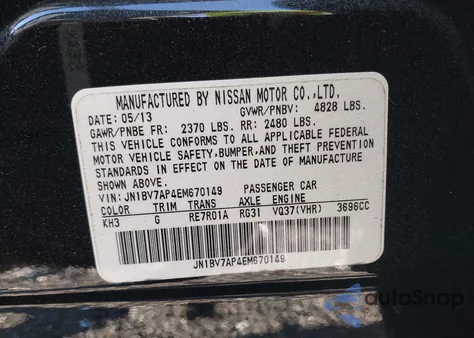 MANUFACTURED BY NISSAN MOTOR CO.,LTD.
DATE: 05/13 GVWR/PNBV: 4828 LBS.
GAWR/PNBE FR: 2370 LBS. RR: 2480 LBS.
THIS VEHICLE CONFORMS TO ALL APPLICABLE FEDERAL
MOTOR VEHICLE SAFETY,BUMPER,AND THEFT PREVENTION
STANDARDS IN EFFECT ON THE DATE OF MANUFACTURE
SHOWN ABOVE.
VIN: JN1BV7AP4EM670149 PASSENGER CAR
COLOR TRIM TRANS AXLE ENGINE
KH3 G RE7R01A RG31 VQ37(VHR) 3696CC
JN1BV7AP4EM670149
autoSnap